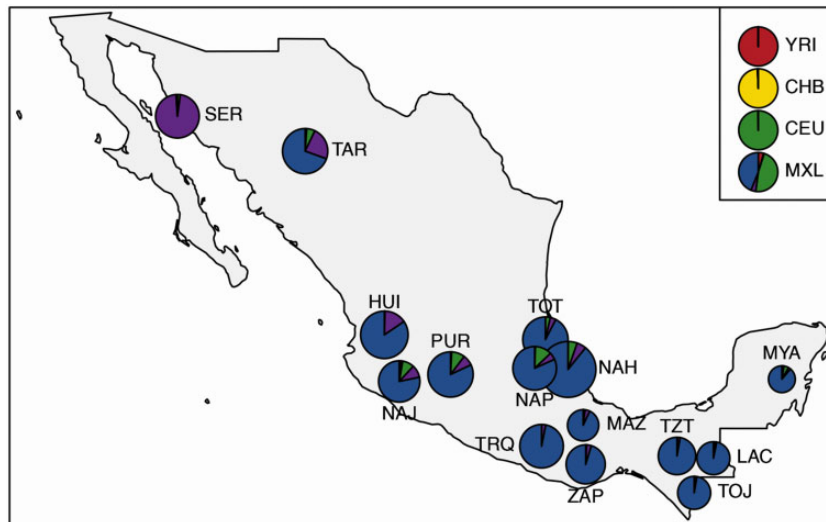 YRI
CHB
CEU
MXL
SER
TAR
HUI
TOT
PUR
MYA
NAH
NAP
NAJ
MAZ
TZT
TRQ
LAC
ZAP
TOJ